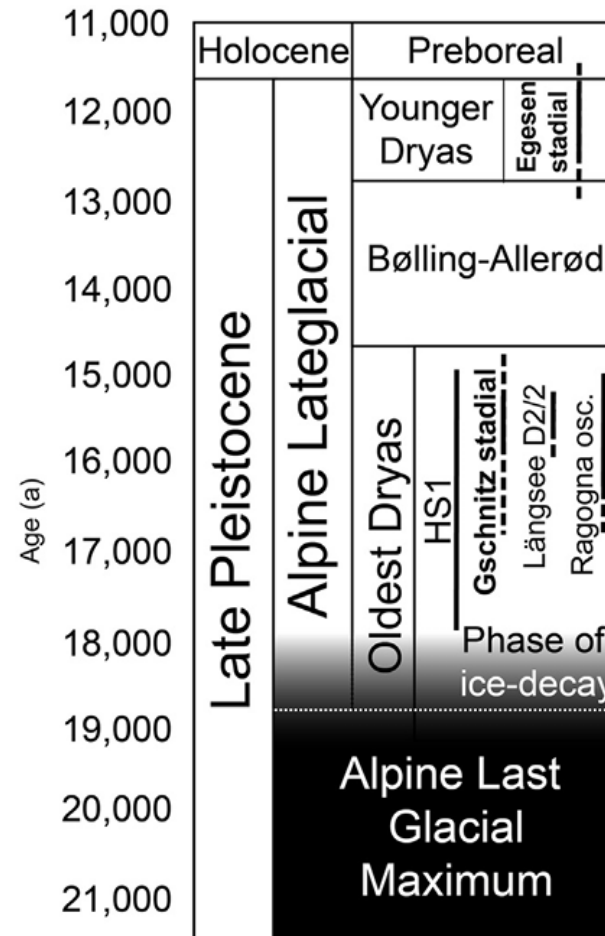 11,000
12,000
13,000
14,000
15,000
16,000
17,000
18,000
19,000
20,000
21,000
Age (a)
Holocene
Preboreal
Late Pleistocene
Alpine Lateglacial
Younger
Dryas
Egesen
stadial
Bølling-Allerød
Oldest Dryas
HS1
Gschnitz stadial
Längsee D2/2
Ragogna osc.
Phase of
ice-decay
Alpine Last
Glacial
Maximum